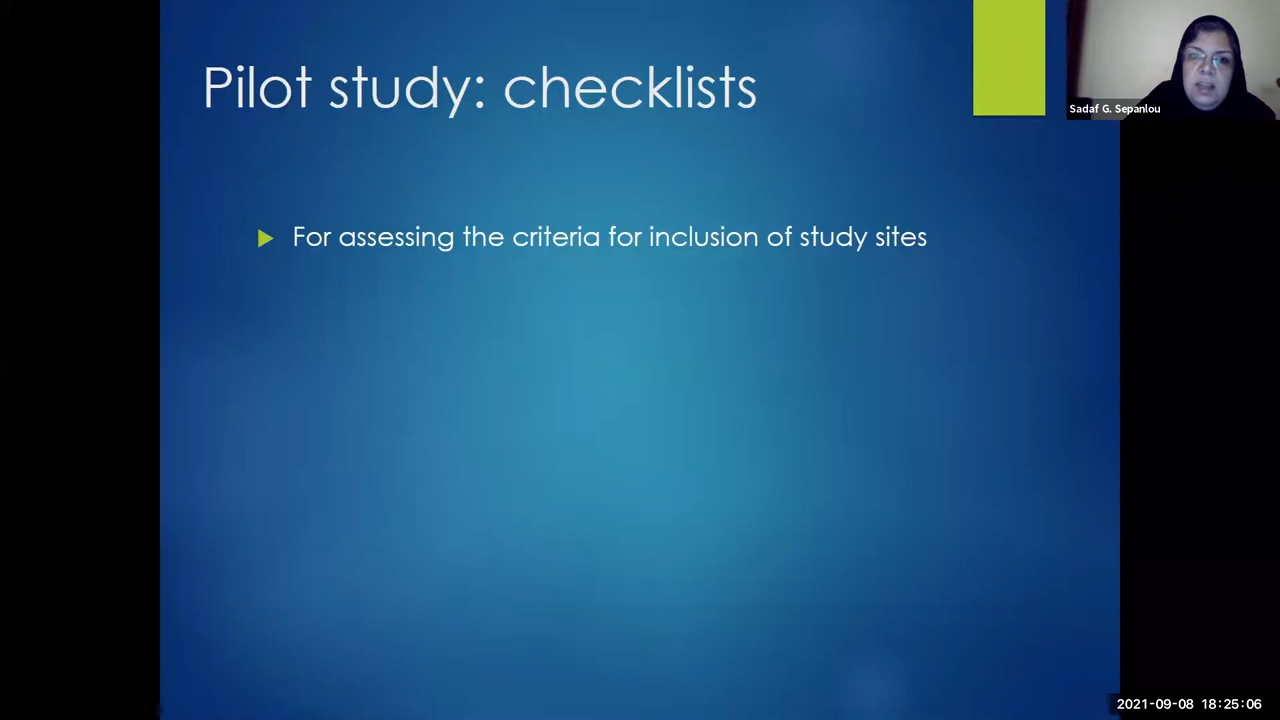 Pilot study: checklists
Sadaf G. Sepanlou
For assessing the criteria for inclusion of study sites
2021-09-08 18:25:06